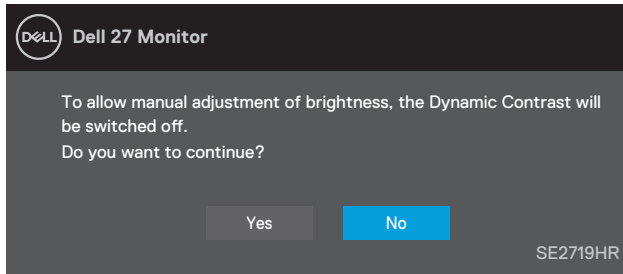 DELL Dell 27 Monitor
To allow manual adjustment of brightness, the Dynamic Contrast will
be switched off.
Do you want to continue?
Yes No
SE2719HR